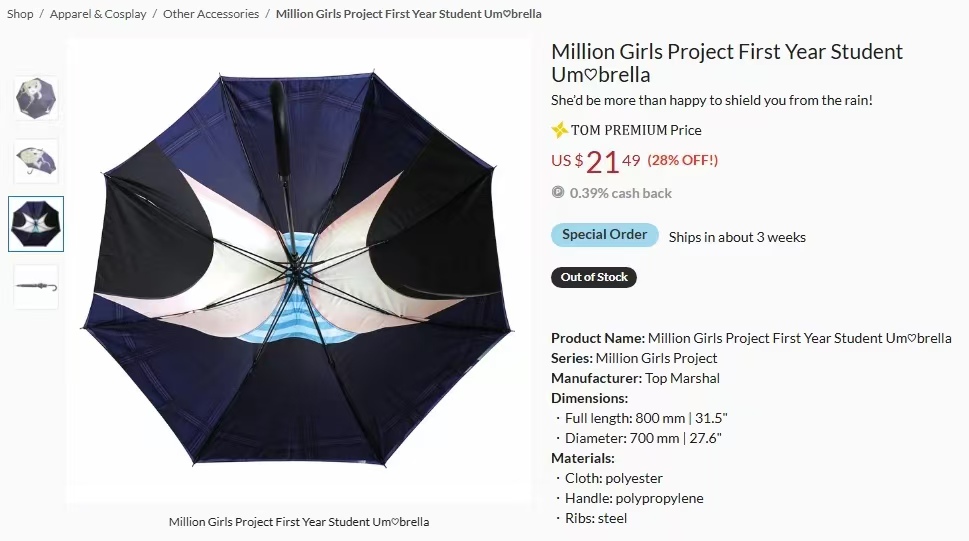 Shop / Apparel & Cosplay / Other Accessories / Million Girls Project First Year Student Um♡brella
Million Girls Project First Year Student
Um♡brella
She'd be more than happy to shield you from the rain!
TOM PREMIUM Price
US $21.49 (28% OFF!)
P 0.39% cash back
Special Order Ships in about 3 weeks
Out of Stock
Product Name: Million Girls Project First Year Student Um♡brella
Series: Million Girls Project
Manufacturer: Top Marshal
Dimensions:
・Full length: 800 mm | 31.5"
・Diameter: 700 mm | 27.6"
Materials:
・Cloth: polyester
・Handle: polypropylene
・Ribs: steel
Million Girls Project First Year Student Um♡brella